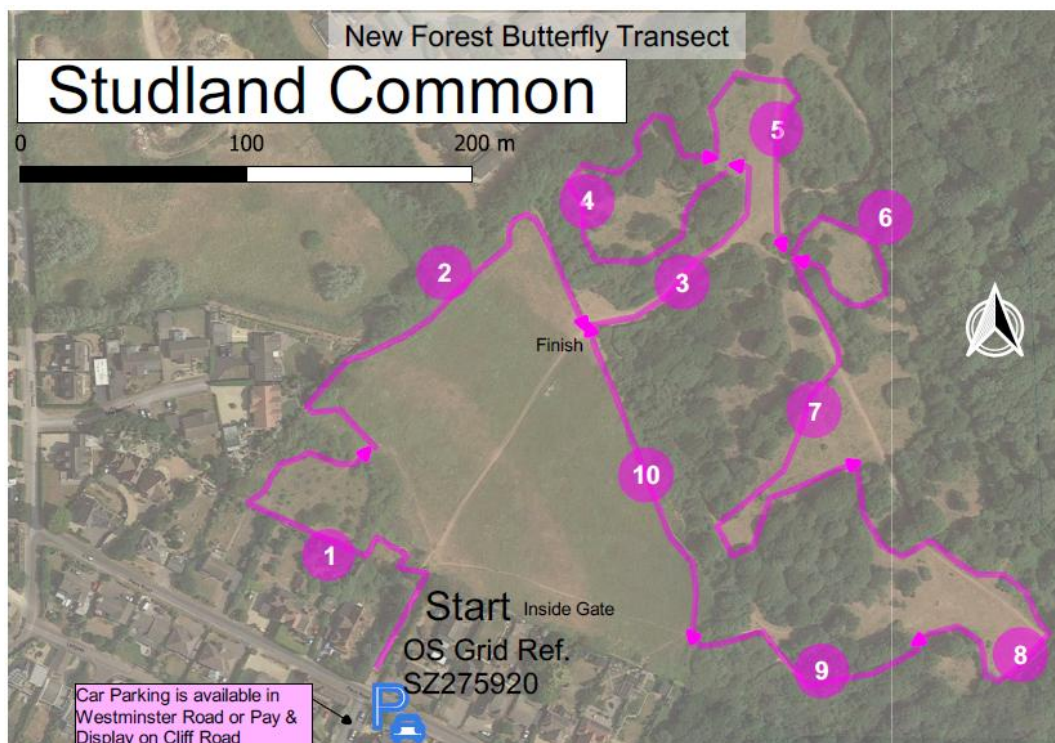 New Forest Butterfly Transect
Studland Common
0 100 200 m
5
4
6
2
3
Finish
7
10
1
Start Inside Gate
OS Grid Ref.
SZ275920
9
8
Car Parking is available in
Westminster Road or Pay &
Display on Cliff Road
P